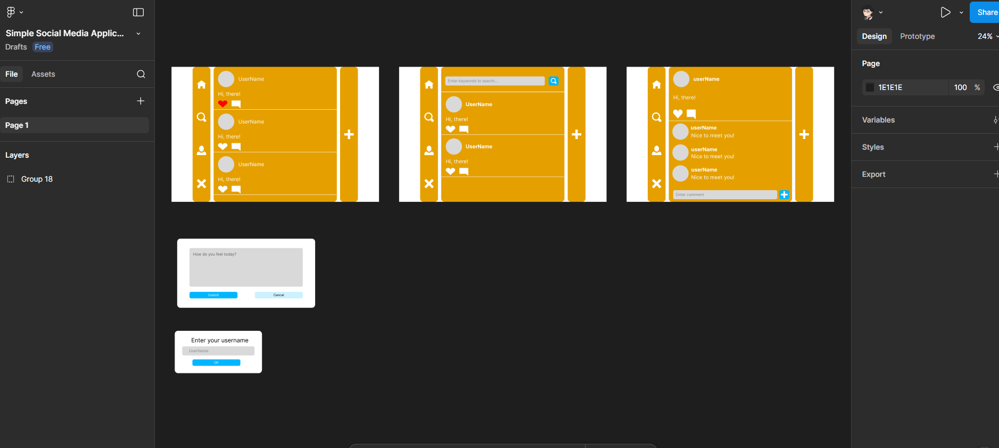 Simple Social Media Applic...
Drafts Free
File Assets
Pages
Page 1
Layers
Group 18
UserName
Hi, there!
UserName
Hi, there!
UserName
Hi, there!
Enter keywords to search...
UserName
Hi, there!
UserName
Hi, there!
userName
Hi, there!
userName
Nice to meet you!
userName
Nice to meet you!
userName
Nice to meet you!
Enter comment
How do you feel today?
Submit Cancel
Enter your username
UserName
OK
Share
Design Prototype 24%
Page
1E1E1E 100 %
Variables
Styles
Export